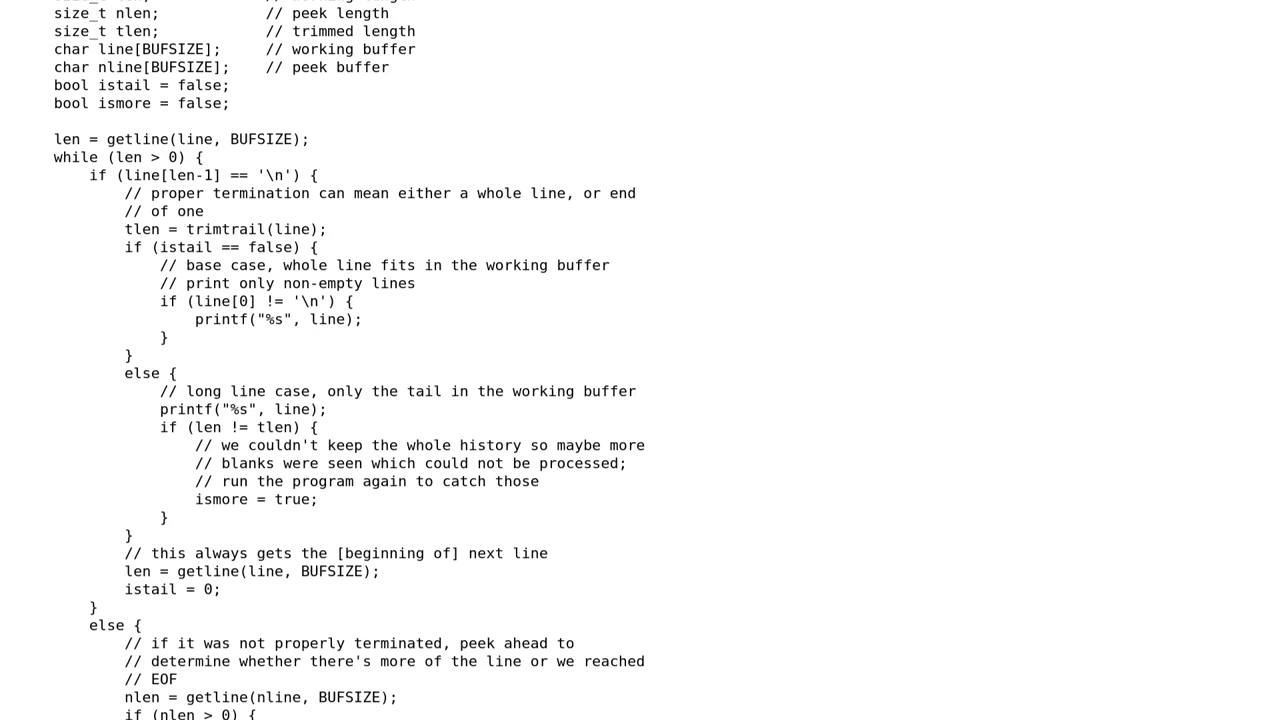 size_t nlen;            // peek length
    size_t tlen;            // trimmed length
    char line[BUFSIZE];     // working buffer
    char nline[BUFSIZE];    // peek buffer
    bool istail = false;
    bool ismore = false;

    len = getline(line, BUFSIZE);
    while (len > 0) {
        if (line[len-1] == '\n') {
            // proper termination can mean either a whole line, or end
            // of one
            tlen = trimtrail(line);
            if (istail == false) {
                // base case, whole line fits in the working buffer
                // print only non-empty lines
                if (line[0] != '\n') {
                    printf("%s", line);
                }
            }
            else {
                // long line case, only the tail in the working buffer
                printf("%s", line);
                if (len != tlen) {
                    // we couldn't keep the whole history so maybe more
                    // blanks were seen which could not be processed;
                    // run the program again to catch those
                    ismore = true;
                }
            }
            // this always gets the [beginning of] next line
            len = getline(line, BUFSIZE);
            istail = 0;
        }
        else {
            // if it was not properly terminated, peek ahead to
            // determine whether there's more of the line or we reached
            // EOF
            nlen = getline(nline, BUFSIZE);
            if (nlen > 0) {